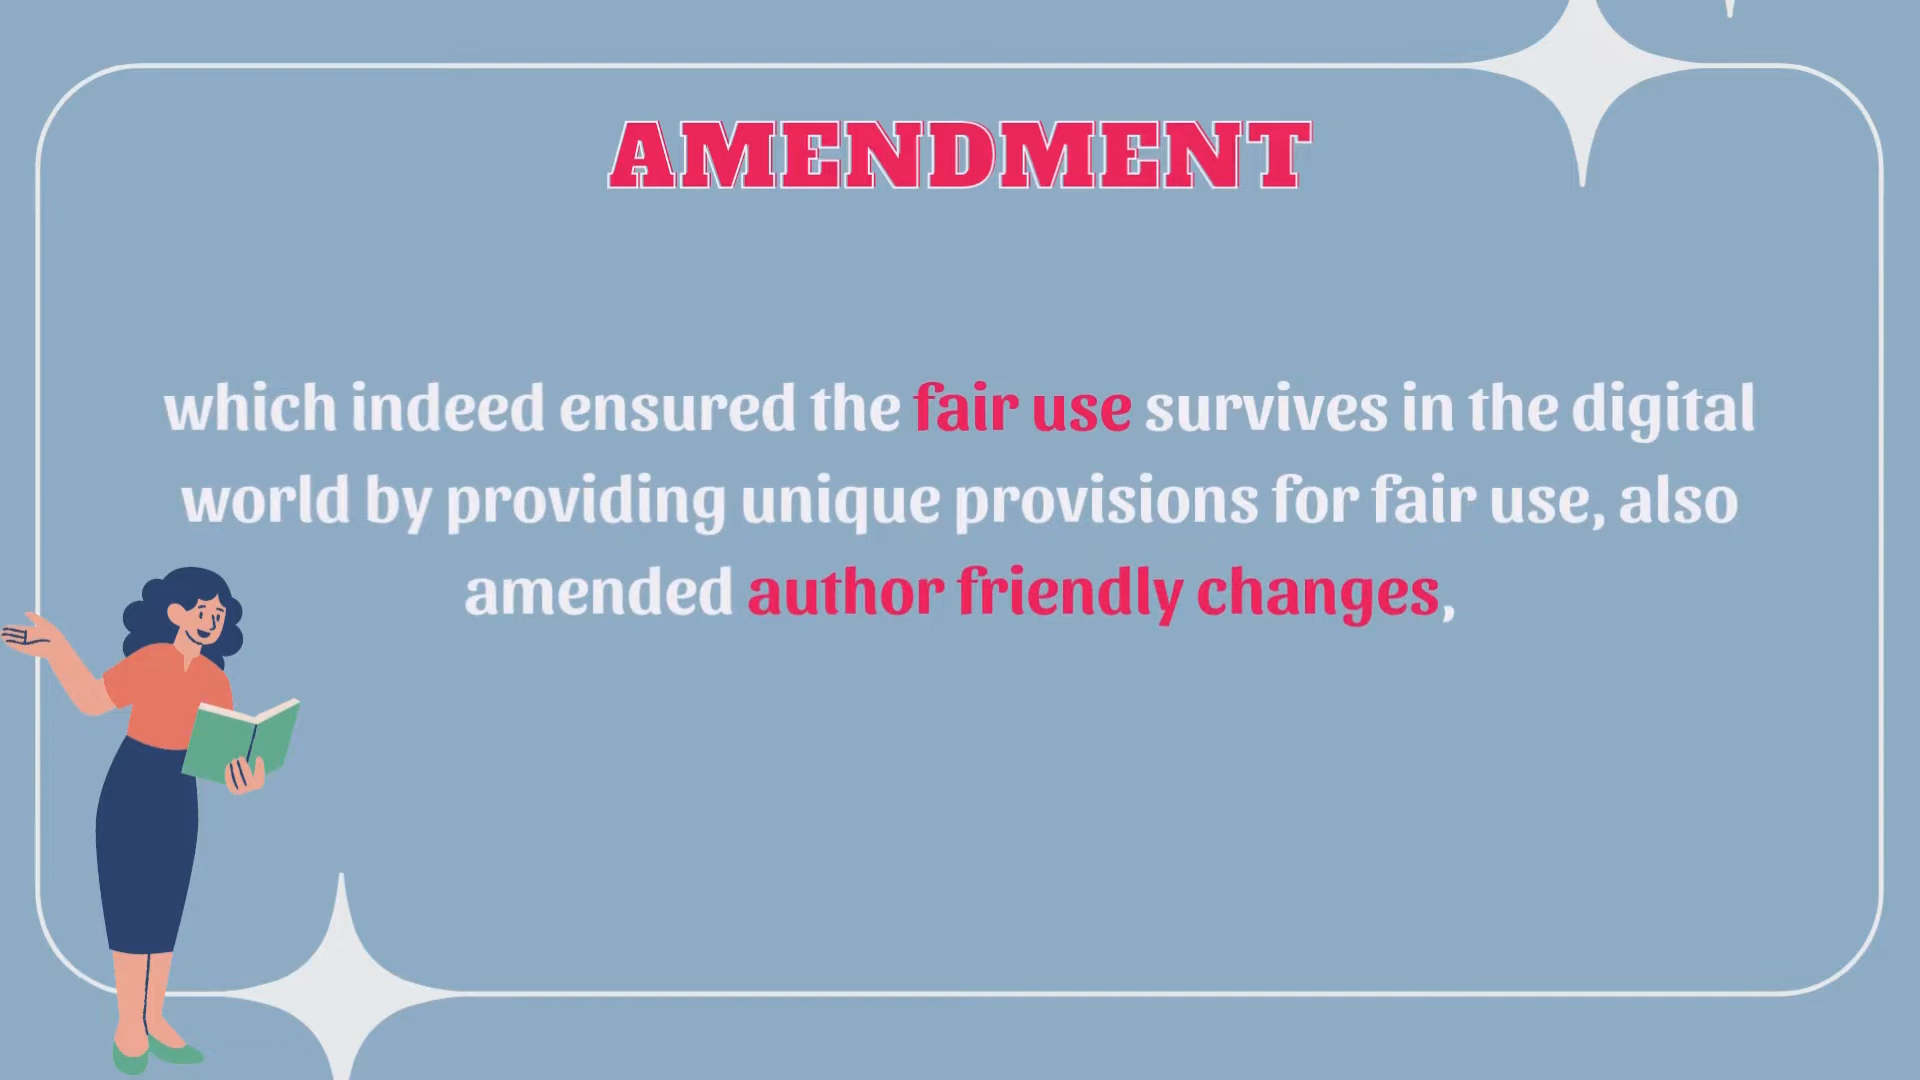 AMENDMENT
which indeed ensured the fair use survives in the digital
world by providing unique provisions for fair use, also
amended author friendly changes,